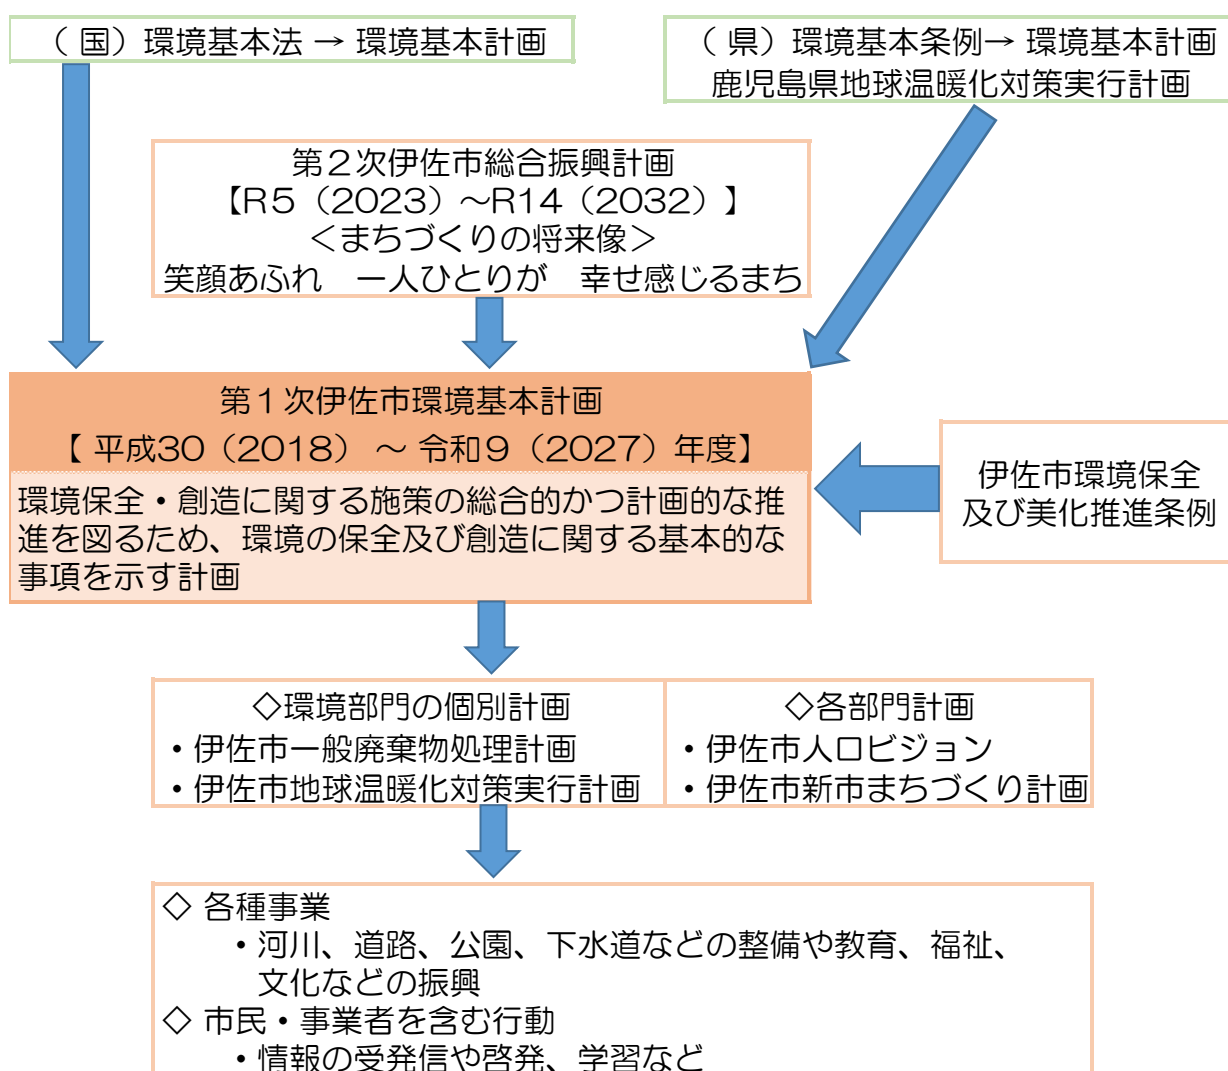 （国）環境基本法 → 環境基本計画
（県）環境基本条例→ 環境基本計画
鹿児島県地球温暖化対策実行計画
第２次伊佐市総合振興計画
【R５（2023）～R14（2032）】
＜まちづくりの将来像＞
笑顔あふれ　一人ひとりが　幸せ感じるまち
第１次伊佐市環境基本計画
【 平成30（2018） ～ 令和９（2027）年度】
環境保全・創造に関する施策の総合的かつ計画的な推
進を図るため、環境の保全及び創造に関する基本的な
事項を示す計画
伊佐市環境保全
及び美化推進条例
◇環境部門の個別計画
・伊佐市一般廃棄物処理計画
・伊佐市地球温暖化対策実行計画
◇各部門計画
・伊佐市人口ビジョン
・伊佐市新市まちづくり計画
◇ 各種事業
・河川、道路、公園、下水道などの整備や教育、福祉、
文化などの振興
◇ 市民・事業者を含む行動
・情報の受発信や啓発、学習など